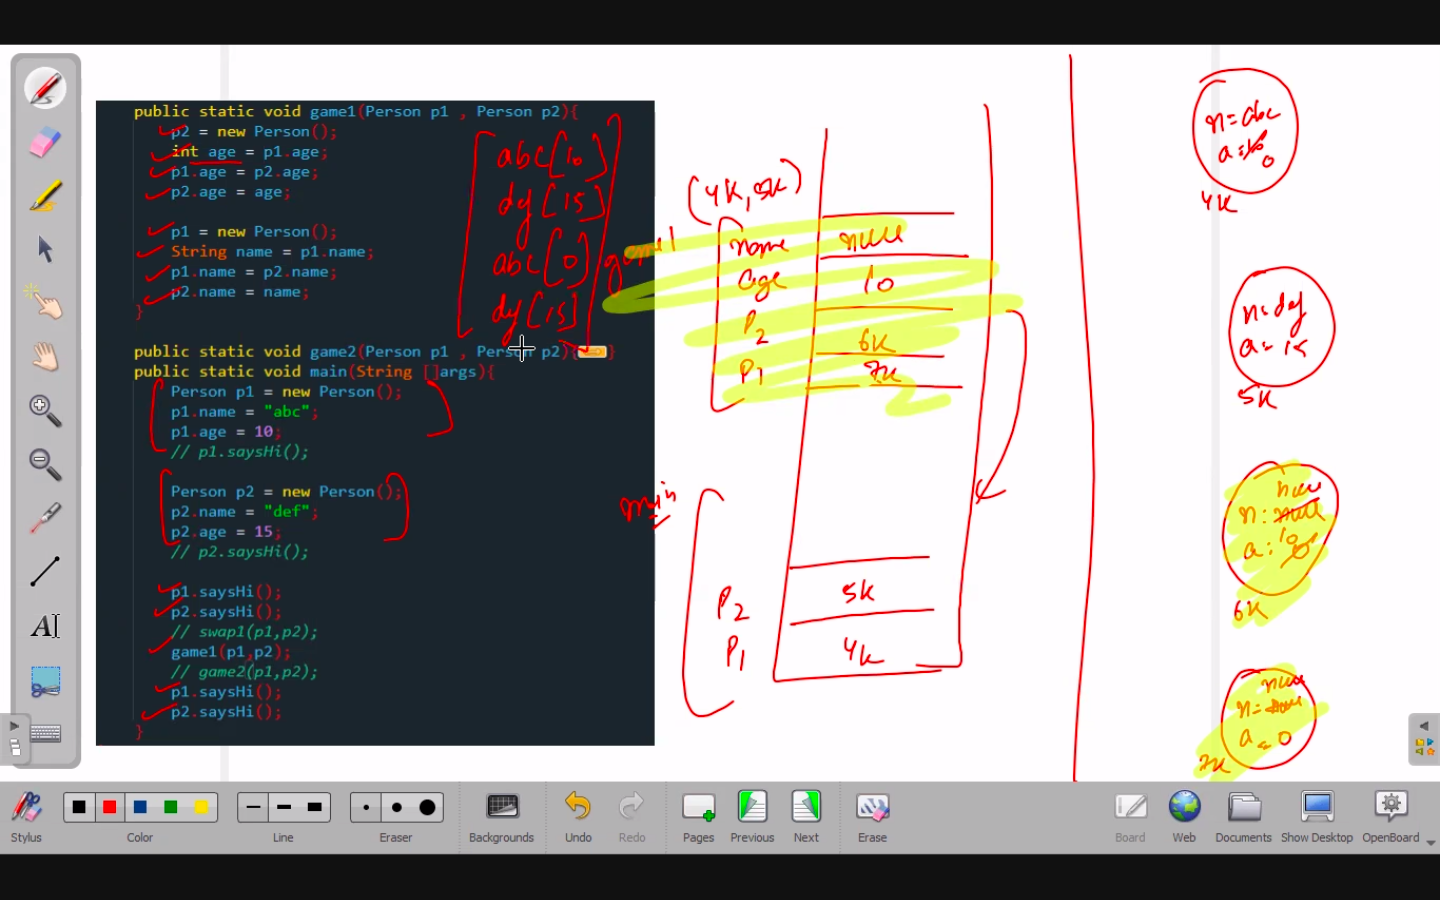 public static void game1(Person p1 , Person p2){
p2 = new Person();
int age = p1.age;
p1.age = p2.age;
p2.age = age;
p1 = new Person();
String name = p1.name;
p1.name = p2.name;
p2.name = name;
}
public static void game2(Person p1 , Person p2){ }
public static void main(String []args){
Person p1 = new Person();
p1.name = "abc";
p1.age = 10;
// p1.saysHi();
Person p2 = new Person();
p2.name = "def";
p2.age = 15;
// p2.saysHi();
p1.saysHi();
p2.saysHi();
// swap1(p1,p2);
game1(p1,p2);
// game2(p1,p2);
p1.saysHi();
p2.saysHi();
}
abc[10]
def[15]
abc[0]
def[15]
game1
(4K,5K)
name null
age 10
P2 6K
P1 7K
main
P2 5K
P1 4K
n=abc
a=10 0
4K
n=def
a=15
5K
null
n: null
10
a: 0
6K
null
n= null
a=0
7K
Stylus
Color
Line
Eraser
Backgrounds
Undo
Redo
Pages
Previous
Next
Erase
Board
Web
Documents
Show Desktop
OpenBoard